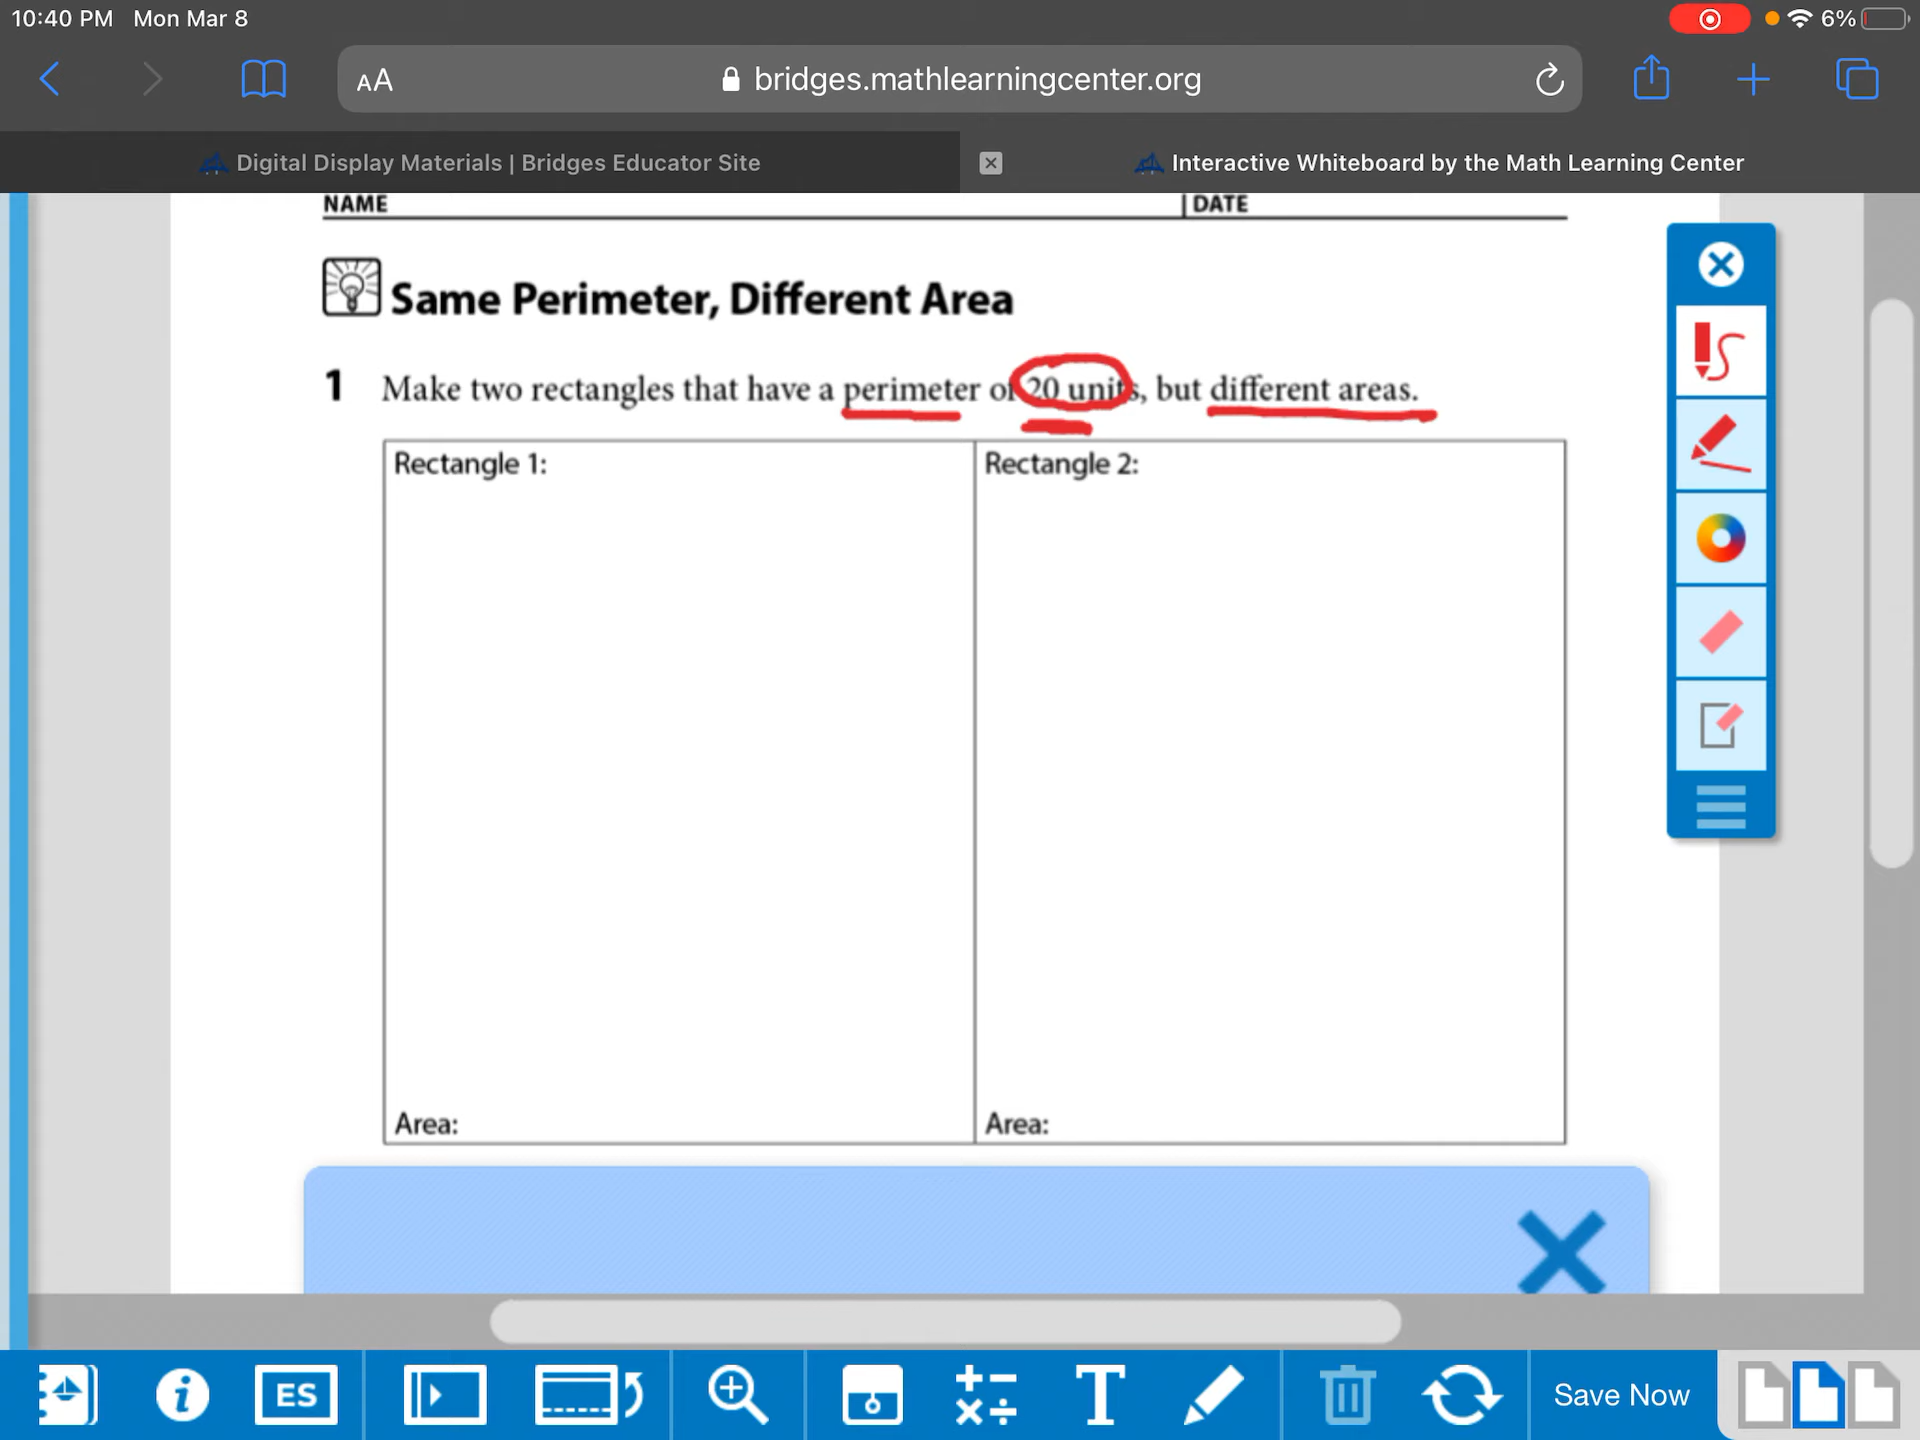 10:40 PM Mon Mar 8
6%
AA
bridges.mathlearningcenter.org
Digital Display Materials | Bridges Educator Site
Interactive Whiteboard by the Math Learning Center
NAME
| DATE
Same Perimeter, Different Area
1 Make two rectangles that have a perimeter of 20 units, but different areas.
Rectangle 1:
Rectangle 2:
Area:
Area:
ES
T
Save Now